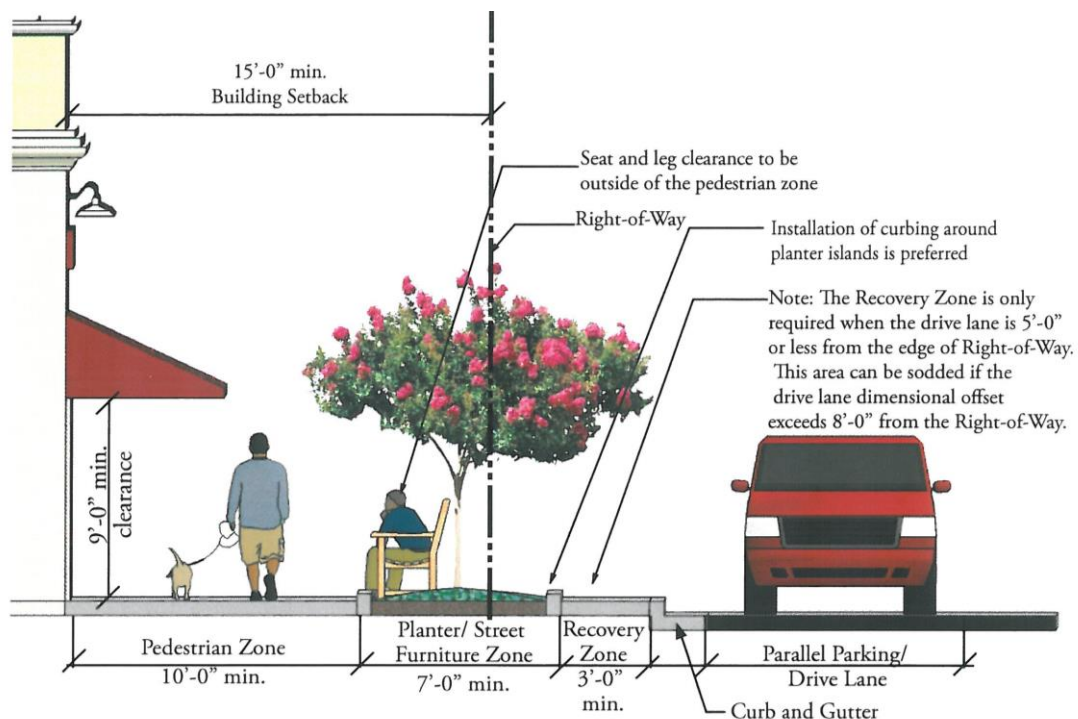 15’-0” min.
Building Setback
Seat and leg clearance to be
outside of the pedestrian zone
Right-of-Way
Installation of curbing around
planter islands is preferred
Note: The Recovery Zone is only
required when the drive lane is 5’-0”
or less from the edge of Right-of-Way.
This area can be sodded if the
drive lane dimensional offset
exceeds 8’-0” from the Right-of-Way.
9’-0” min.
clearance
Pedestrian Zone
10’-0” min.
Planter/ Street
Furniture Zone
7’-0” min.
Recovery
Zone
3’-0”
min.
Parallel Parking/
Drive Lane
Curb and Gutter